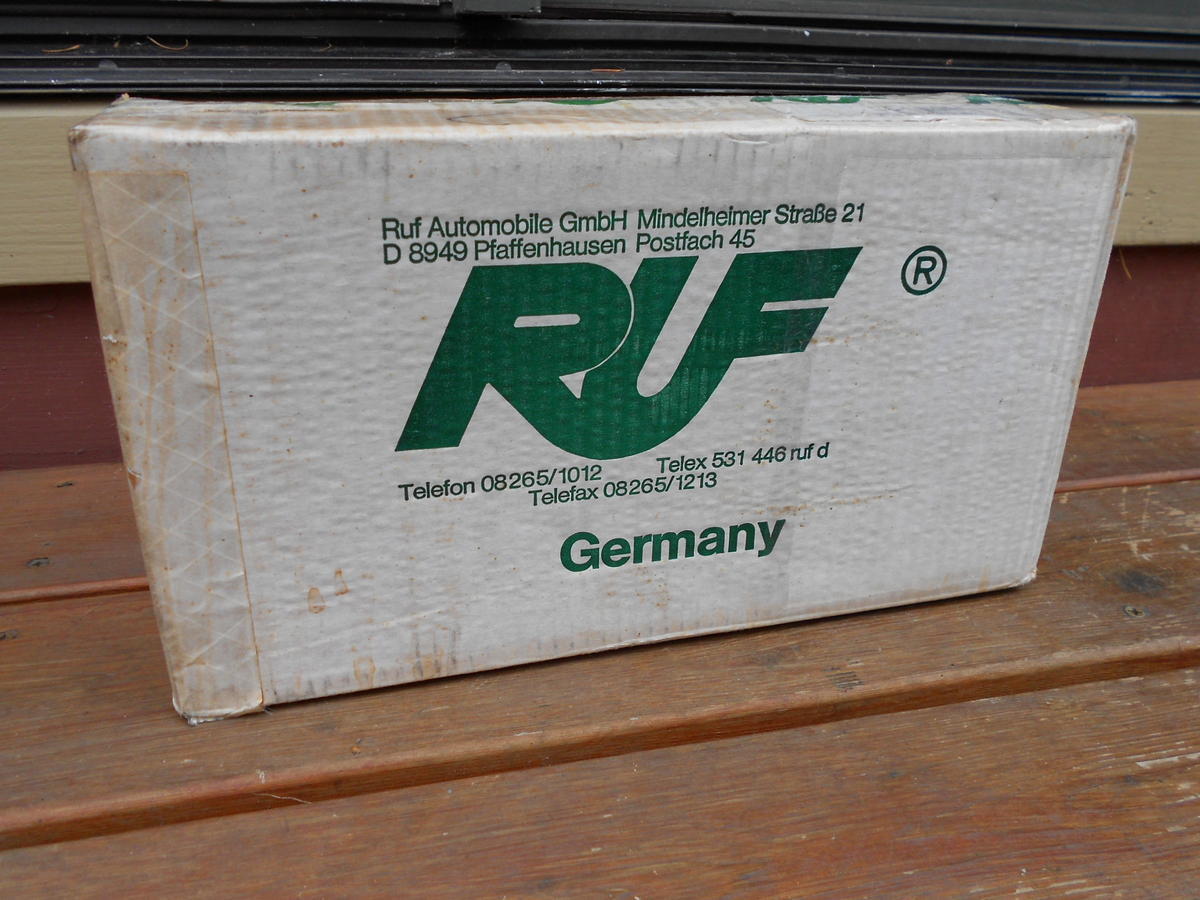 Ruf Automobile GmbH Mindelheimer Straße 21
D 8949 Pfaffenhausen Postfach 45
RUF ®
Telefon 08265/1012 Telex 531 446 ruf d
Telefax 08265/1213
Germany